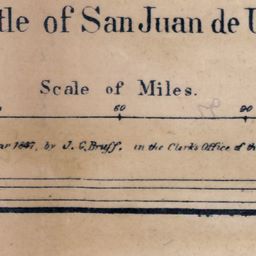 tle of San Juan de U
Scale of Miles.
60 90
ar 1847, by J. G. Bruff. in the Clerk's Office of th